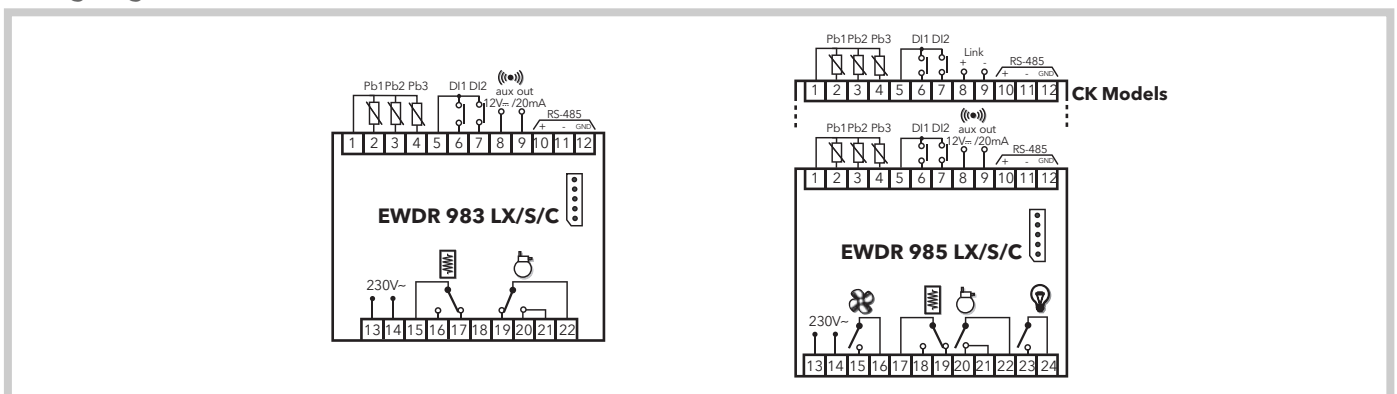 Pb1 Pb2 Pb3 DI1 DI2
aux out
12V⎓ /20mA
RS-485
+ - GND
1 2 3 4 5 6 7 8 9 10 11 12
EWDR 983 LX/S/C
230V~
13 14 15 16 17 18 19 20 21 22
Pb1 Pb2 Pb3 DI1 DI2 Link
+ -
RS-485
+ - GND
1 2 3 4 5 6 7 8 9 10 11 12 CK Models
Pb1 Pb2 Pb3 DI1 DI2 aux out
12V⎓ /20mA
RS-485
+ - GND
1 2 3 4 5 6 7 8 9 10 11 12
EWDR 985 LX/S/C
230V~
13 14 15 16 17 18 19 20 21 22 23 24